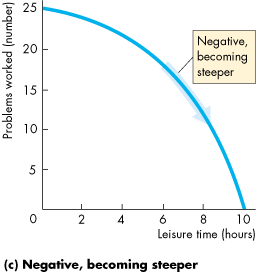 Problems worked (number)
25
20
15
10
5
0
2
4
6
8
10
Negative,
becoming
steeper
Leisure time (hours)
(c) Negative, becoming steeper